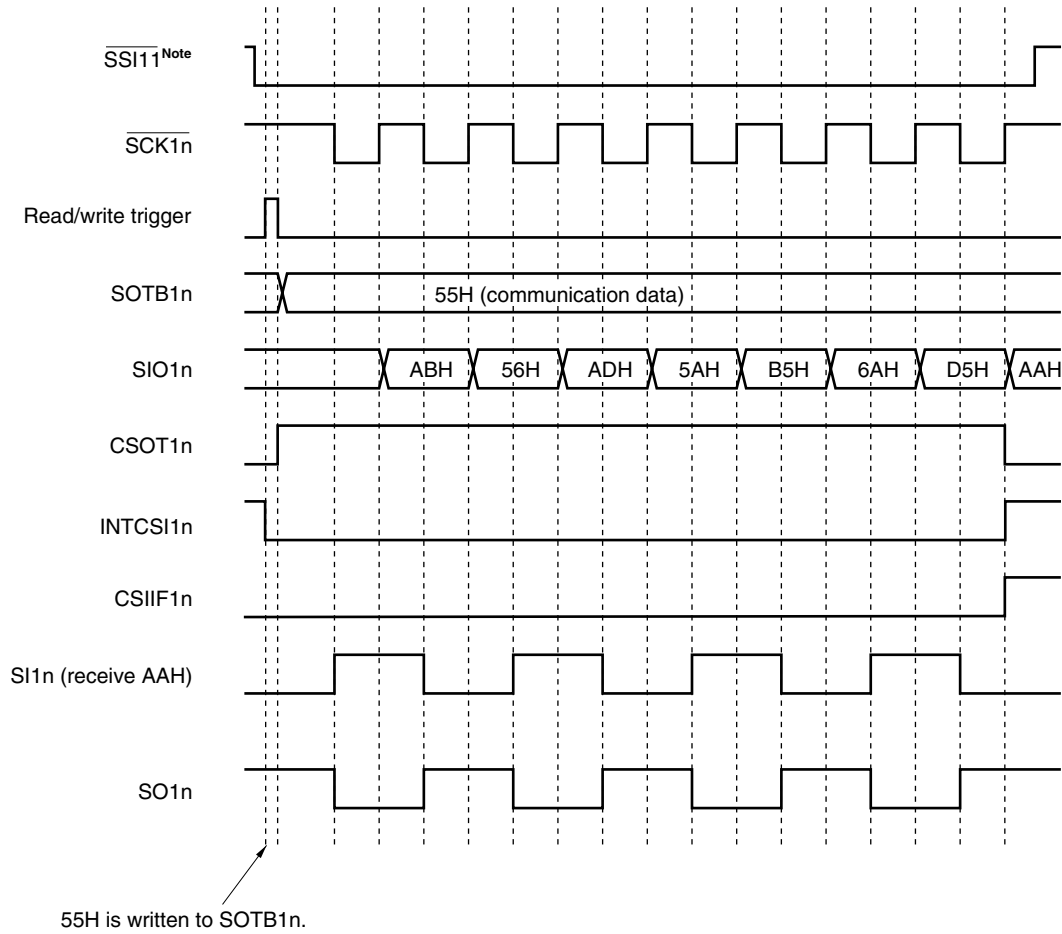 SSI11Note
SCK1n
Read/write trigger
SOTB1n
55H (communication data)
SIO1n
ABH 56H ADH 5AH B5H 6AH D5H AAH
CSOT1n
INTCSI1n
CSIIF1n
SI1n (receive AAH)
SO1n
55H is written to SOTB1n.